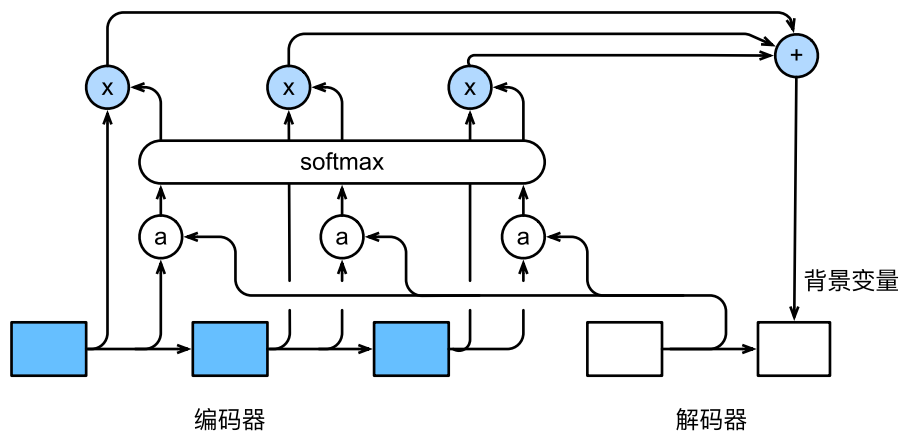 +
x x x
softmax
a a a
背景变量
编码器 解码器